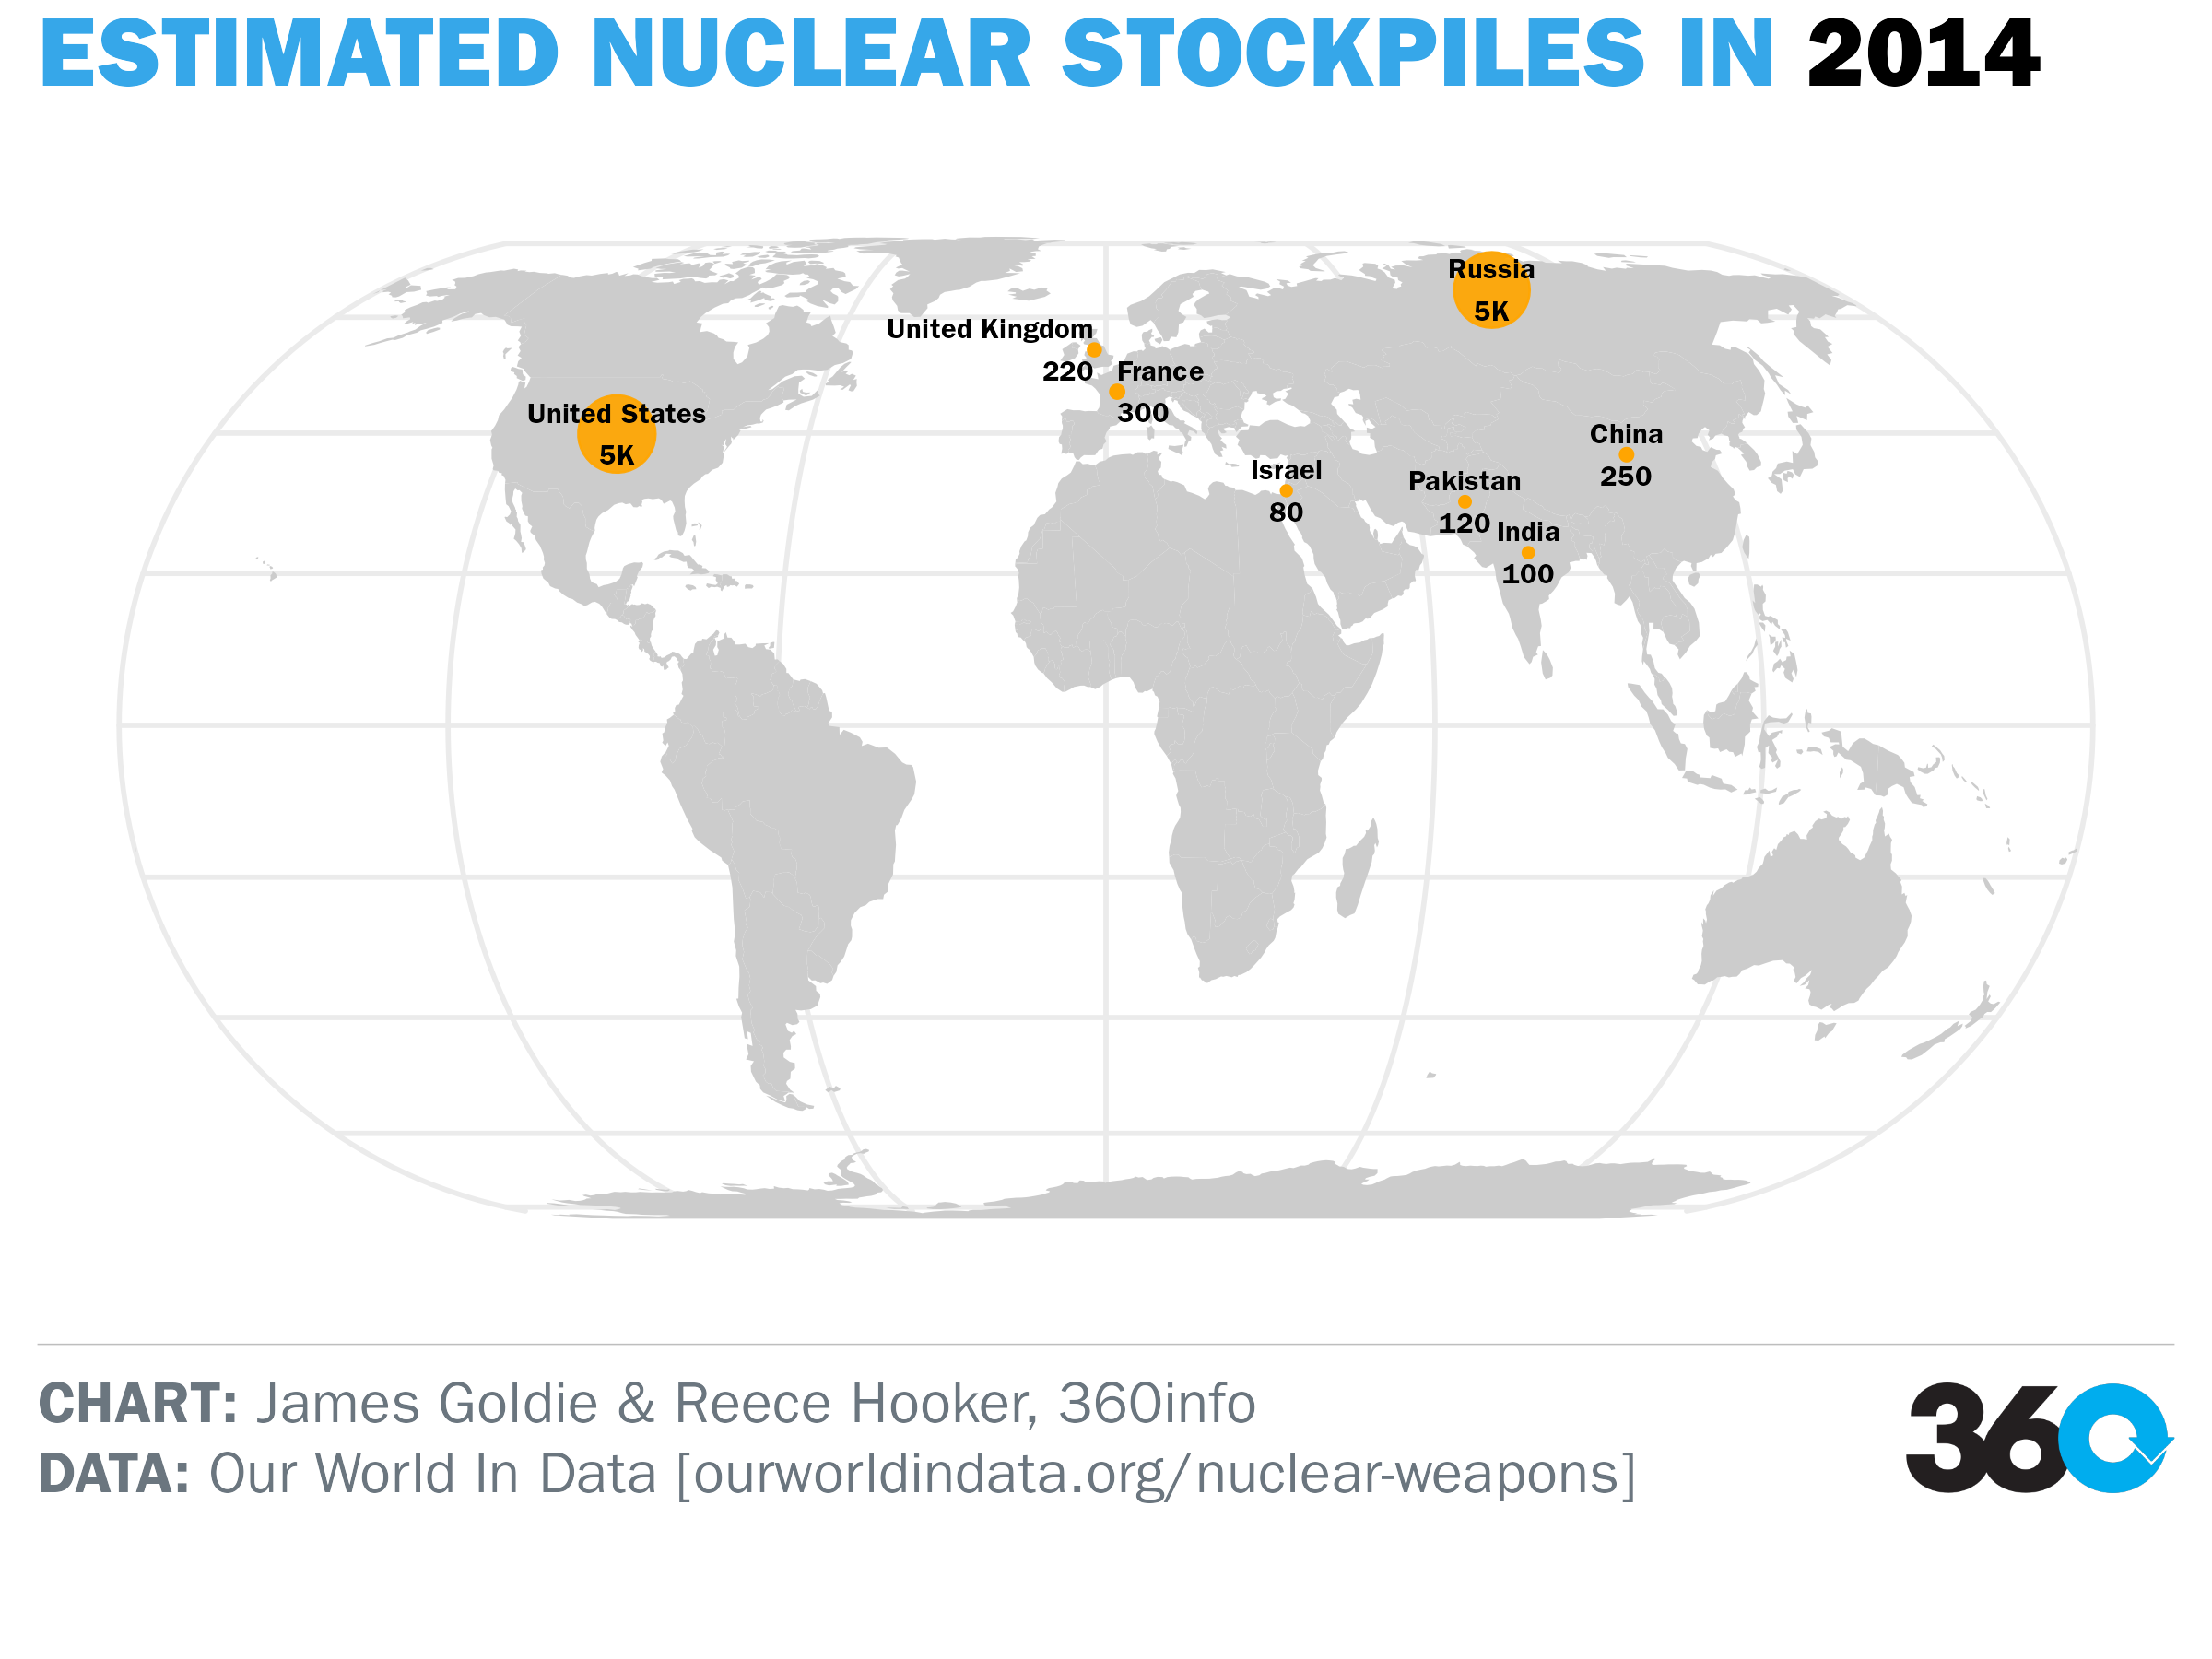 ESTIMATED NUCLEAR STOCKPILES IN 2014
Russia
5K
United Kingdom
220
France
300
United States
5K
China
250
Israel
80
Pakistan
120
India
100
CHART: James Goldie & Reece Hooker, 360info
DATA: Our World In Data [ourworldindata.org/nuclear-weapons]
360